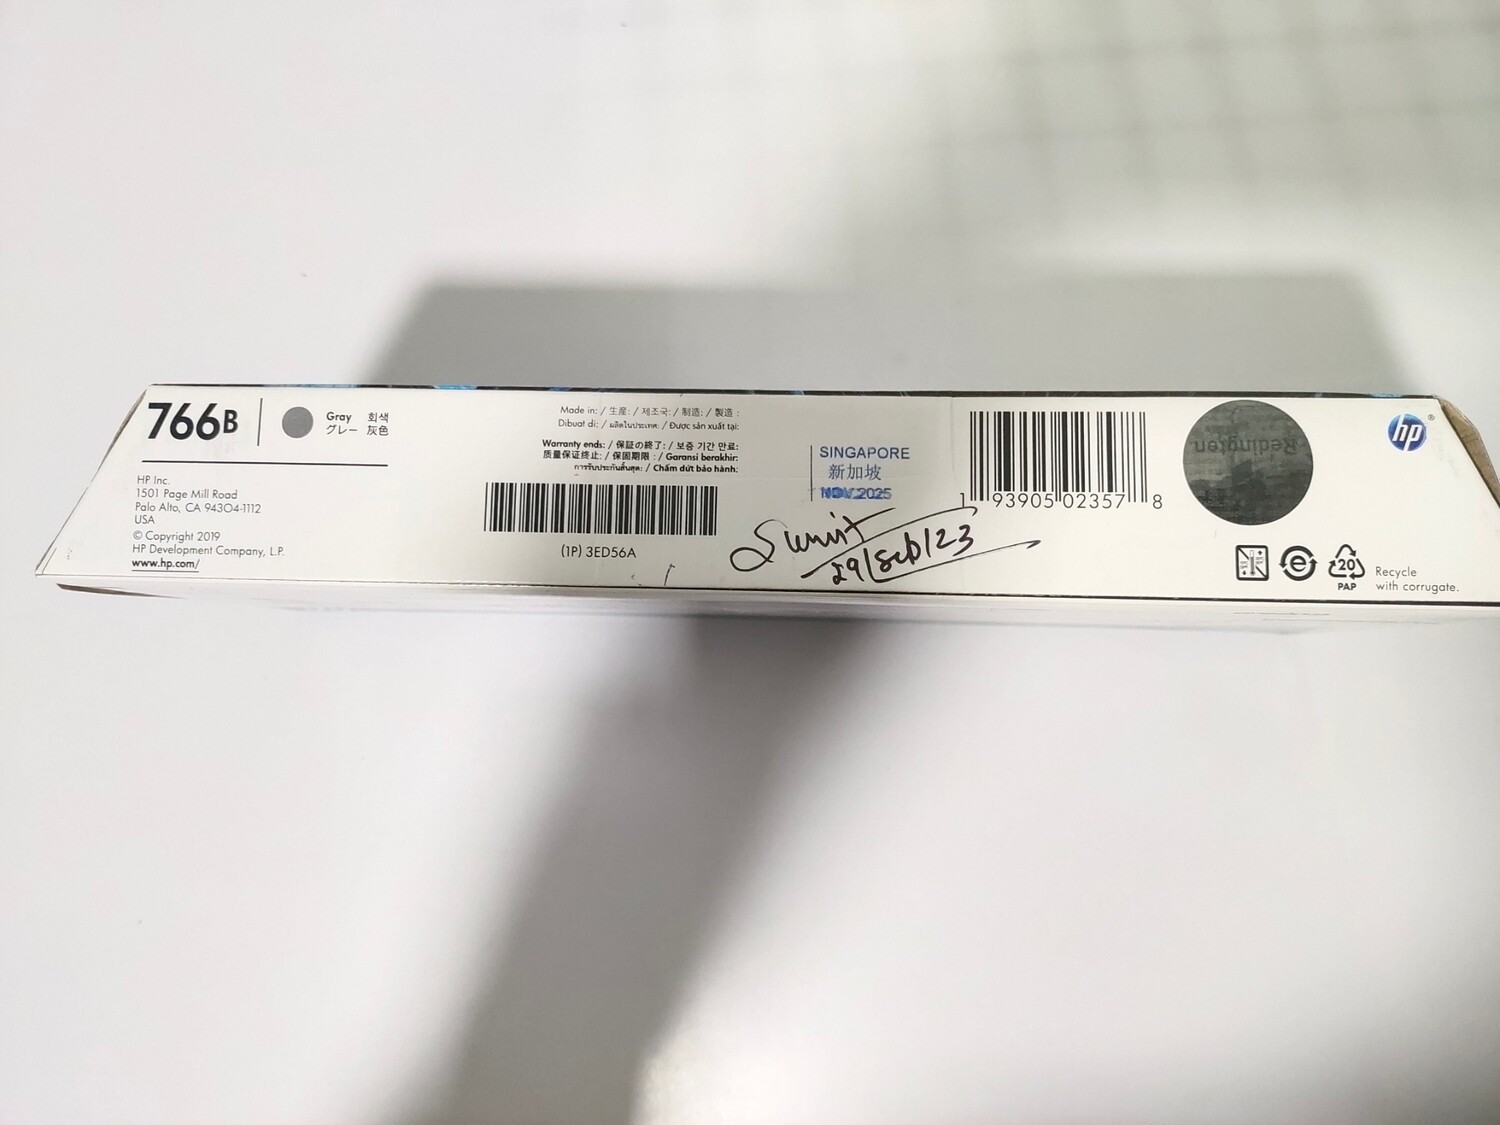 766B
Gray 회색
グレー 灰色
HP Inc.
1501 Page Mill Road
Palo Alto, CA 94304-1112
USA
© Copyright 2019
HP Development Company, L.P.
www.hp.com/
Made in: / 生産: / 제조국: / 制造: / 製造 :
Dibuat di: / ผลิตในประเทศ: / Được sản xuất tại:
Warranty ends: / 保証の終了: / 보증 기간 만료:
质量保证终止: / 保固期限 : / Garansi berakhir:
การรับประกันสิ้นสุด: / Chấm dứt bảo hành:
(1P) 3ED56A
SINGAPORE
新加坡
NOV 2025
Sumit
29/Seb/23
1 93905 02357 8
Redington
hp®
20
PAP
Recycle
with corrugate.